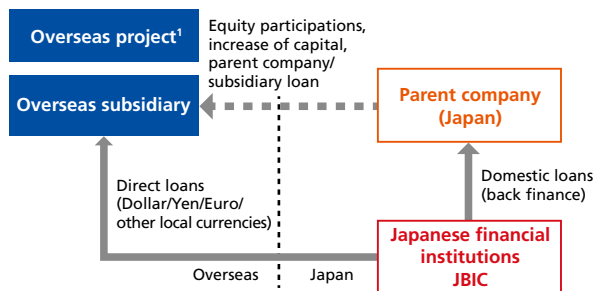 Overseas project1
Overseas subsidiary
Equity participations,
increase of capital,
parent company/
subsidiary loan
Parent company
(Japan)
Direct loans
(Dollar/Yen/Euro/
other local currencies)
Domestic loans
(back finance)
Japanese financial
institutions
JBIC
Overseas
Japan